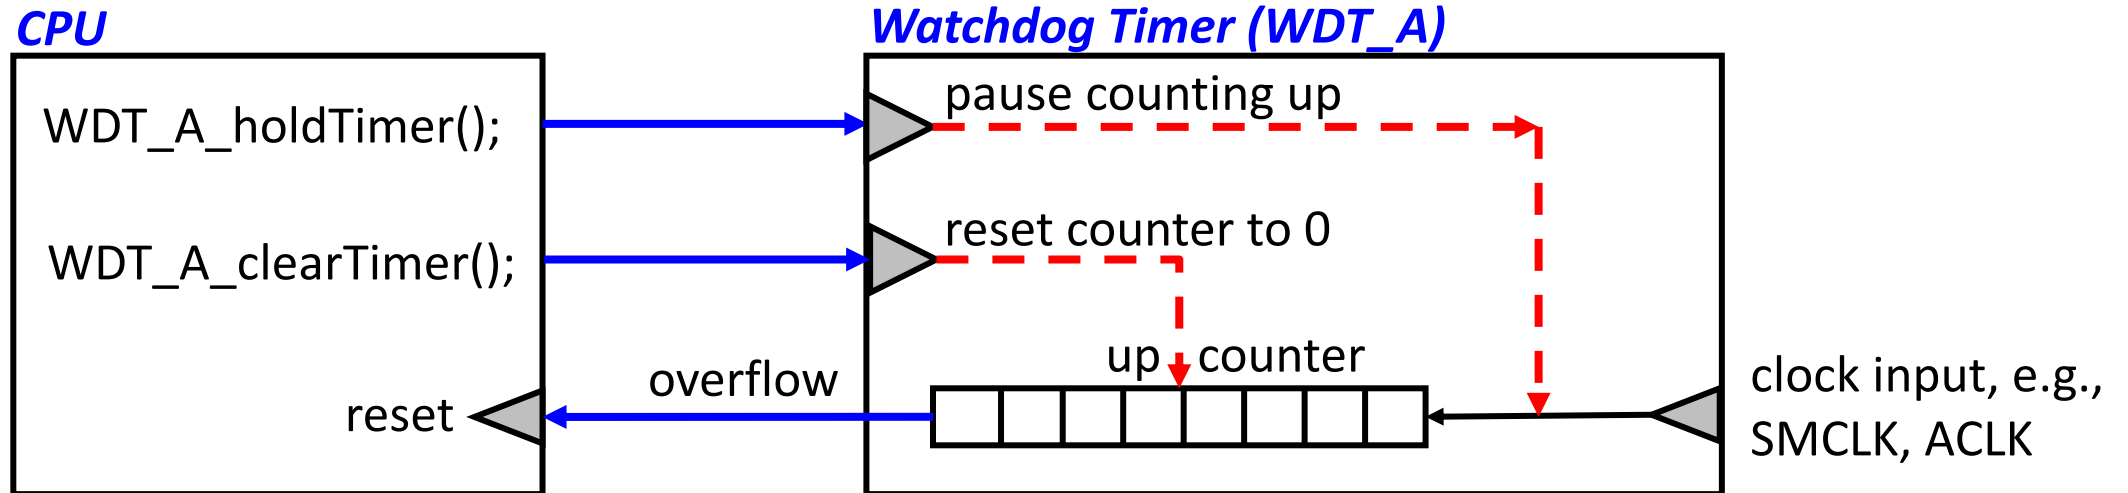 CPU
Watchdog Timer (WDT_A)
WDT_A_holdTimer();
pause counting up
WDT_A_clearTimer();
reset counter to 0
up counter
overflow
reset
clock input, e.g.,
SMCLK, ACLK